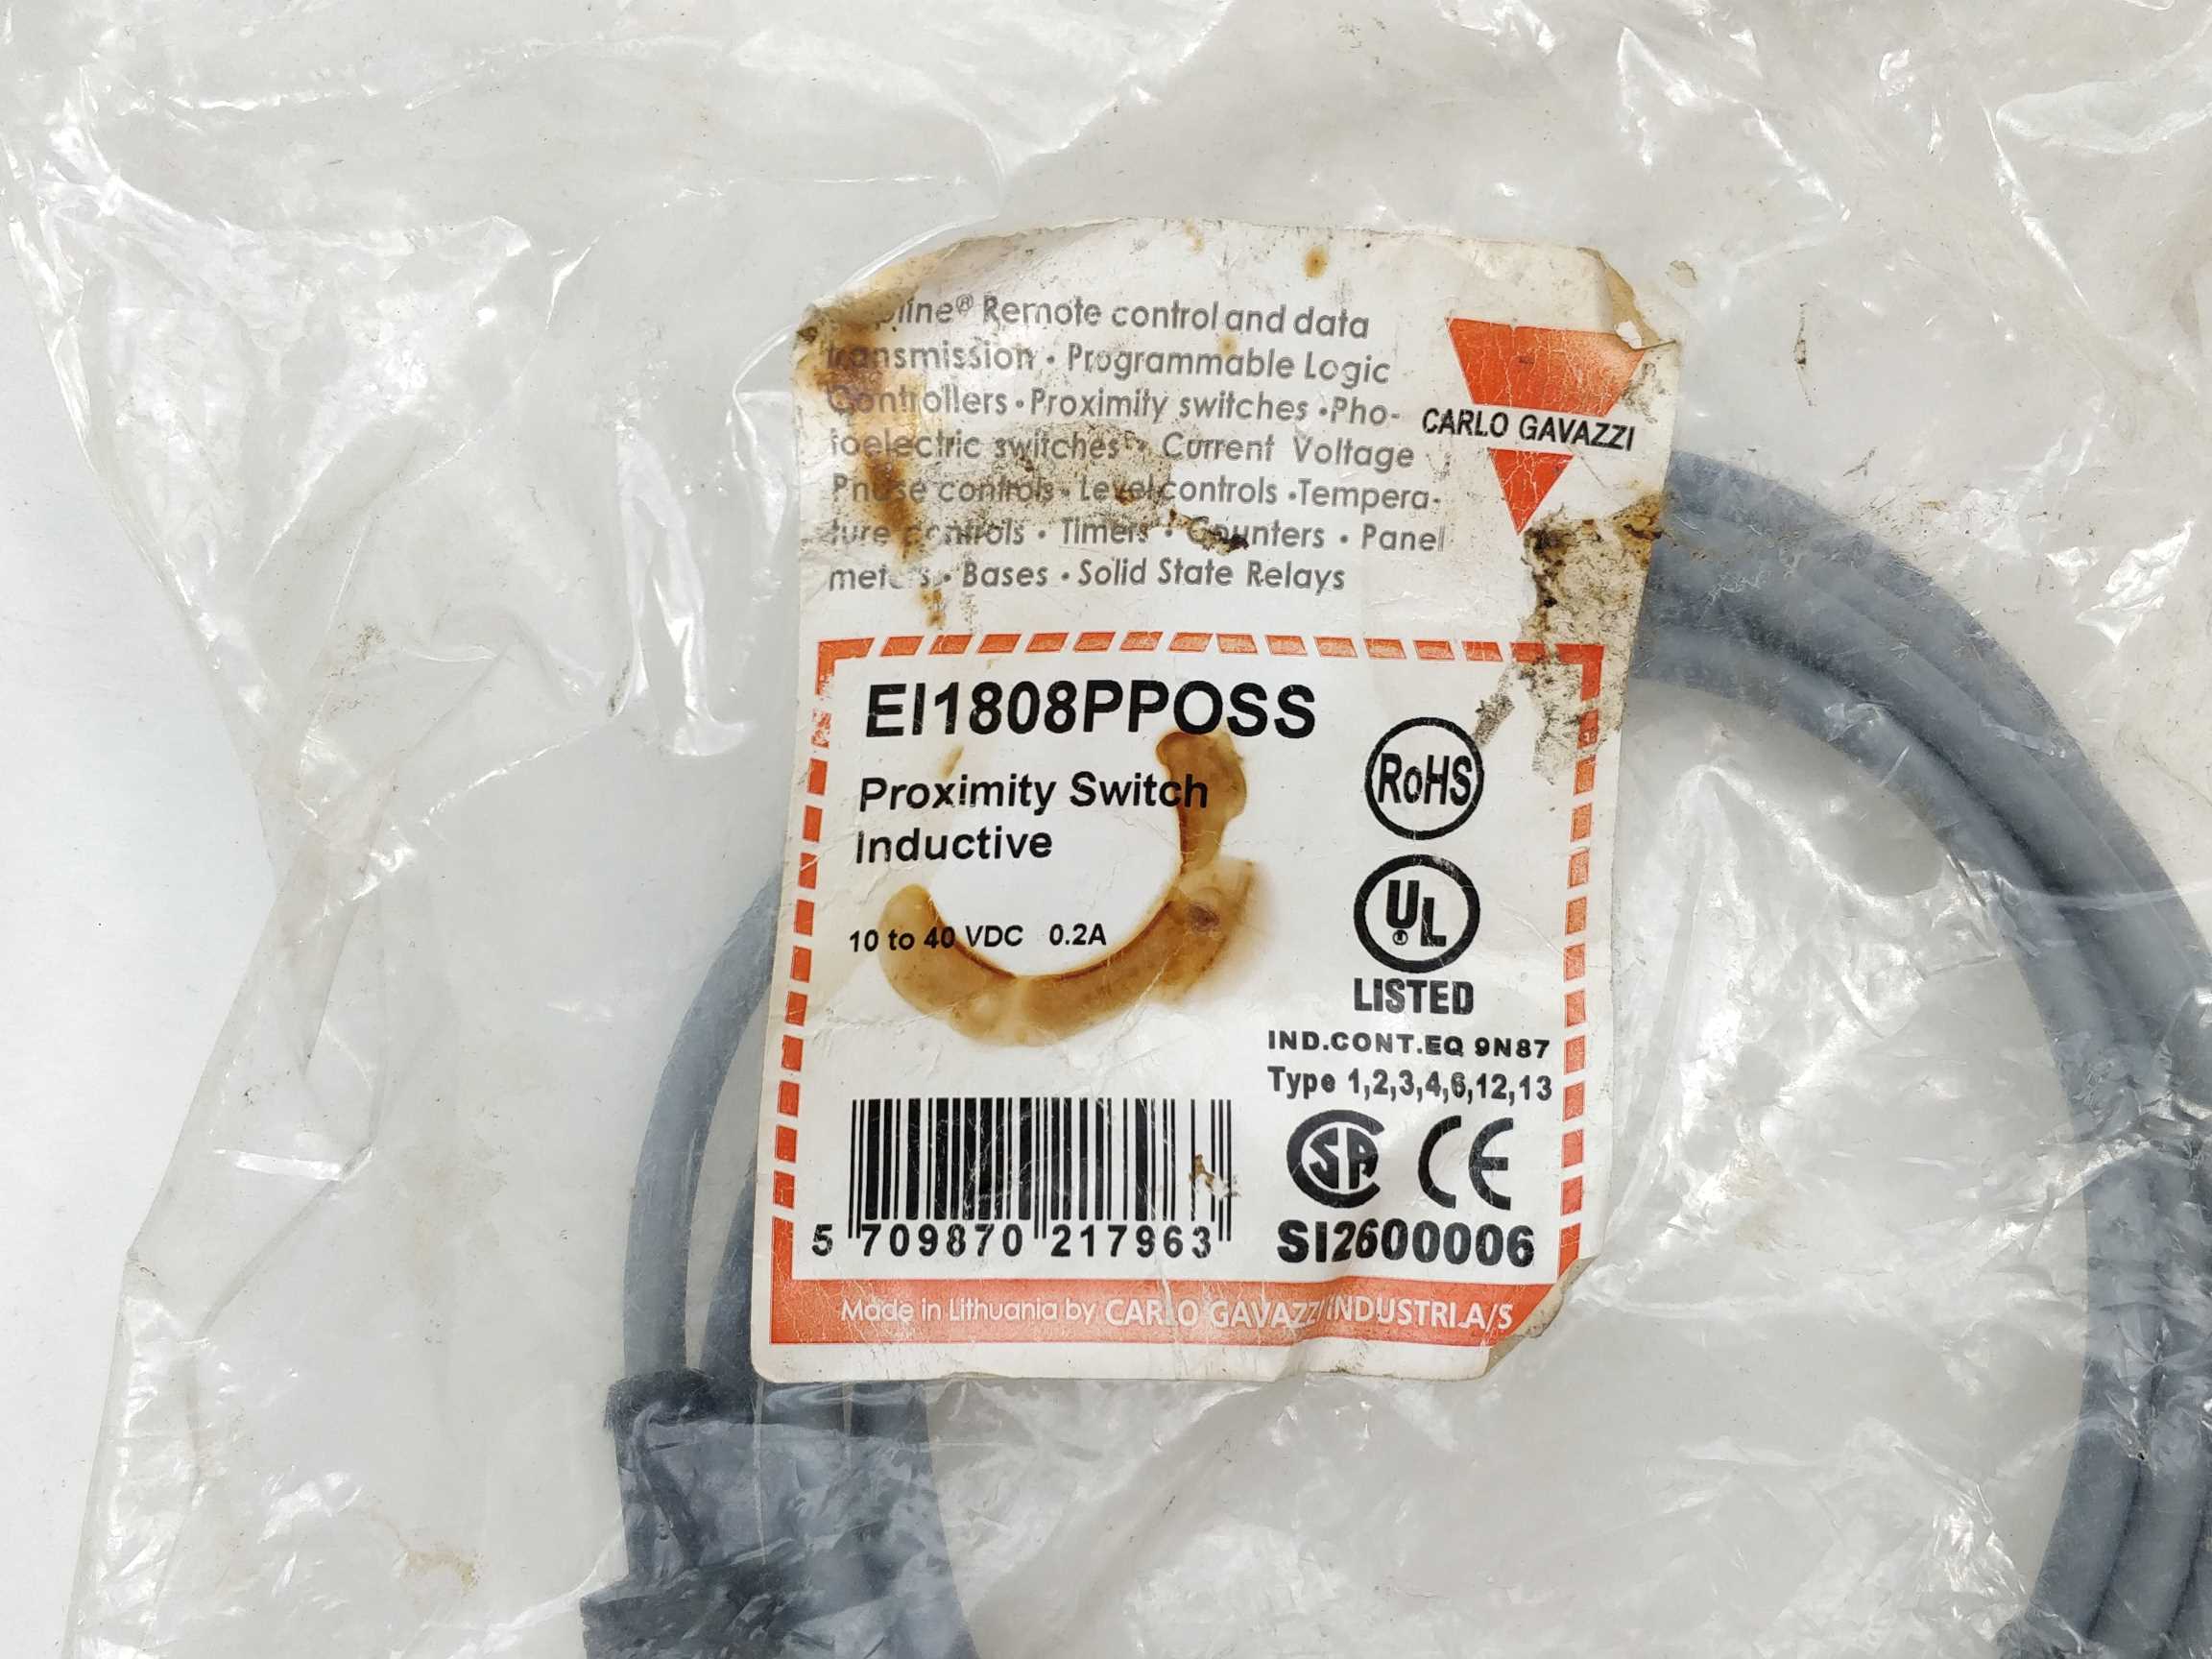 Remote control and data
transmission • Programmable Logic
Controllers • Proximity switches • Pho-
toelectric switches • Current Voltage
Phase controls • Level controls • Tempera-
ture controls • Timers • Counters • Panel
meters • Bases • Solid State Relays
CARLO GAVAZZI
EI1808PPOSS
Proximity Switch
Inductive
10 to 40 VDC 0.2A
RoHS
UL
LISTED
IND.CONT.EQ 9N87
Type 1,2,3,4,6,12,13
SA CE
5 709870 217963
SI2600006
Made in Lithuania by CARLO GAVAZZI INDUSTRI A/S